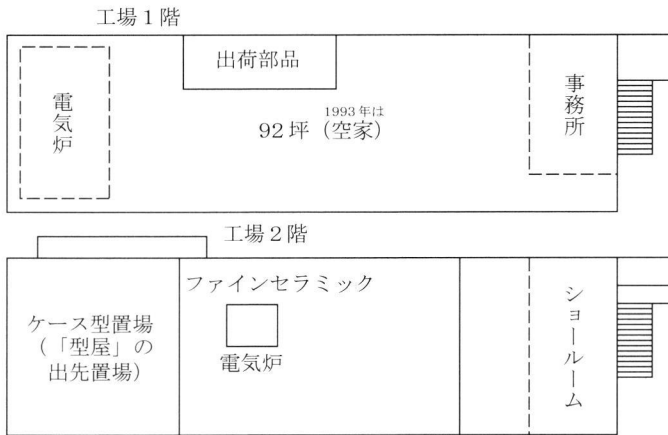 工場1階
出荷部品
電気炉
1993年は
92坪（空家）
事務所
工場2階
ファインセラミック
ケース型置場
（「型屋」の
出先置場）
電気炉
ショールーム